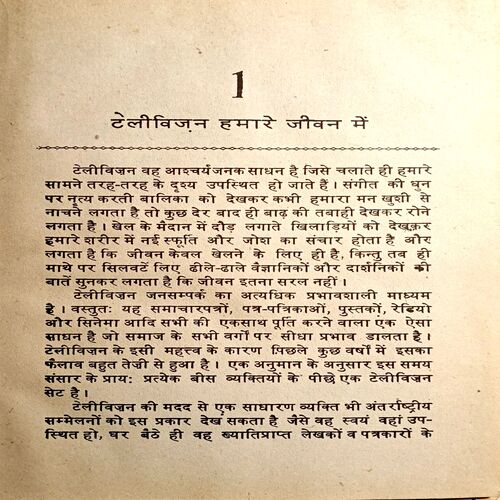 1
टेलीविज़न हमारे जीवन में
टेलीविज़न वह आश्चर्यजनक साधन है जिसे चलाते ही हमारे
सामने तरह-तरह के दृश्य उपस्थित हो जाते हैं । संगीत की धुन
पर नृत्य करती बालिका को देखकर कभी हमारा मन खुशी से
नाचने लगता है तो कुछ देर बाद ही बाढ़ की तबाही देखकर रोने
लगता है । खेल के मैदान में दौड़ लगाते खिलाड़ियों को देखकर
हमारे शरीर में नई स्फूर्ति और जोश का संचार होता है और
लगता है कि जीवन केवल खेलने के लिए ही है, किन्तु तब ही
माथे पर सिलवटें लिए ढीले-ढाले वैज्ञानिकों और दार्शनिकों की
बातें सुनकर लगता है कि जीवन इतना सरल नहीं ।
टेलीविज़न जनसम्पर्क का अत्यधिक प्रभावशाली माध्यम
है । वस्तुतः यह समाचारपत्रों, पत्र-पत्रिकाओं, पुस्तकों, रेडियो
और सिनेमा आदि सभी की एकसाथ पूर्ति करने वाला एक ऐसा
साधन है जो समाज के सभी वर्गों पर सीधा प्रभाव डालता है ।
टेलीविज़न के इसी महत्त्व के कारण पिछले कुछ वर्षों में इसका
फैलाव बहुत तेज़ी से हुआ है । एक अनुमान के अनुसार इस समय
संसार के प्रायः प्रत्येक बीस व्यक्तियों के पीछे एक टेलीविज़न
सेट है ।
टेलीविज़न की मदद से एक साधारण व्यक्ति भी अंतर्राष्ट्रीय
सम्मेलनों को इस प्रकार देख सकता है जैसे वह स्वयं वहां उप-
स्थित हो, घर बैठे ही वह ख्यातिप्राप्त लेखकों व पत्रकारों के